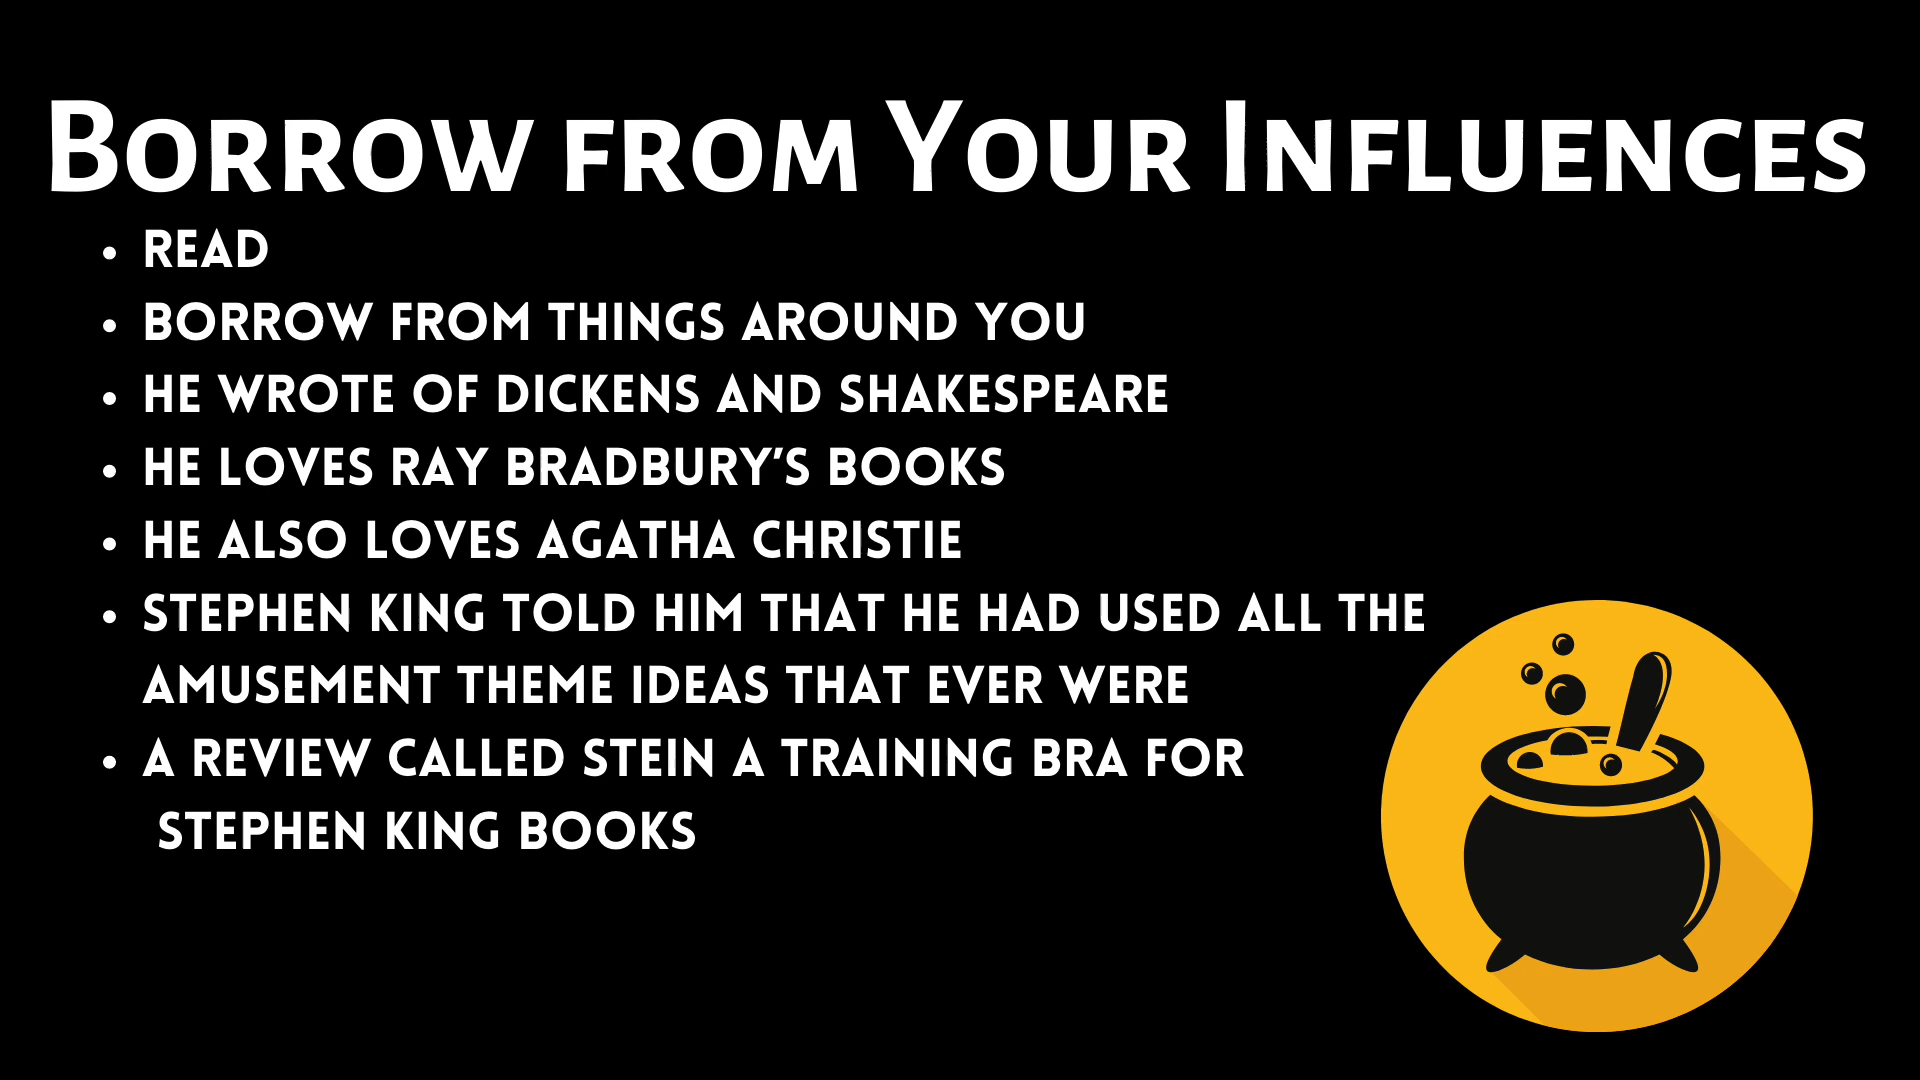 Borrow from Your Influences
• READ
• BORROW FROM THINGS AROUND YOU
• HE WROTE OF DICKENS AND SHAKESPEARE
• HE LOVES RAY BRADBURY'S BOOKS
• HE ALSO LOVES AGATHA CHRISTIE
• STEPHEN KING TOLD HIM THAT HE HAD USED ALL THE
AMUSEMENT THEME IDEAS THAT EVER WERE
• A REVIEW CALLED STEIN A TRAINING BRA FOR
STEPHEN KING BOOKS